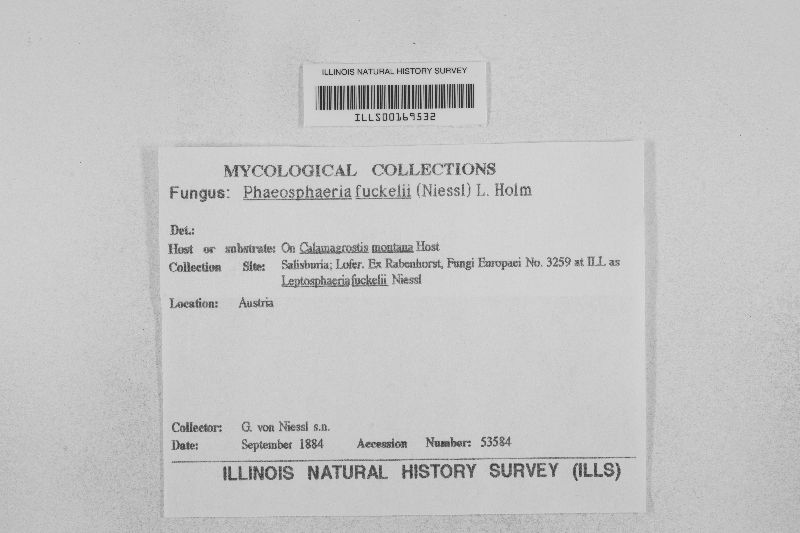 ILLINOIS NATURAL HISTORY SURVEY
ILLS00169532
MYCOLOGICAL COLLECTIONS
Fungus: Phaeosphaeria fuckelii (Niessl) L. Holm
Det.:
Host or substrate: On Calamagrostis montana Host
Collection Site: Salisburia; Lofer. Ex Rabenhorst, Fungi Europaei No. 3259 at ILL as
Leptosphaeria fuckelii Niessl
Location: Austria
Collector: G. von Niessl s.n.
Date: September 1884 Accession Number: 53584
ILLINOIS NATURAL HISTORY SURVEY (ILLS)